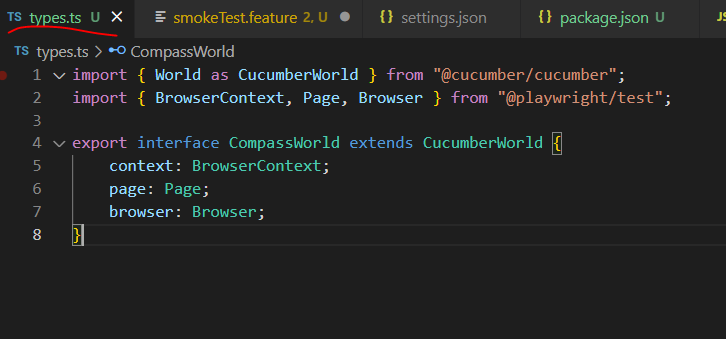 TS types.ts U × smokeTest.feature 2, U ● {} settings.json {} package.json U JS
TS types.ts > CompassWorld
1 import { World as CucumberWorld } from "@cucumber/cucumber";
2 import { BrowserContext, Page, Browser } from "@playwright/test";
3
4 export interface CompassWorld extends CucumberWorld {
5     context: BrowserContext;
6     page: Page;
7     browser: Browser;
8 }